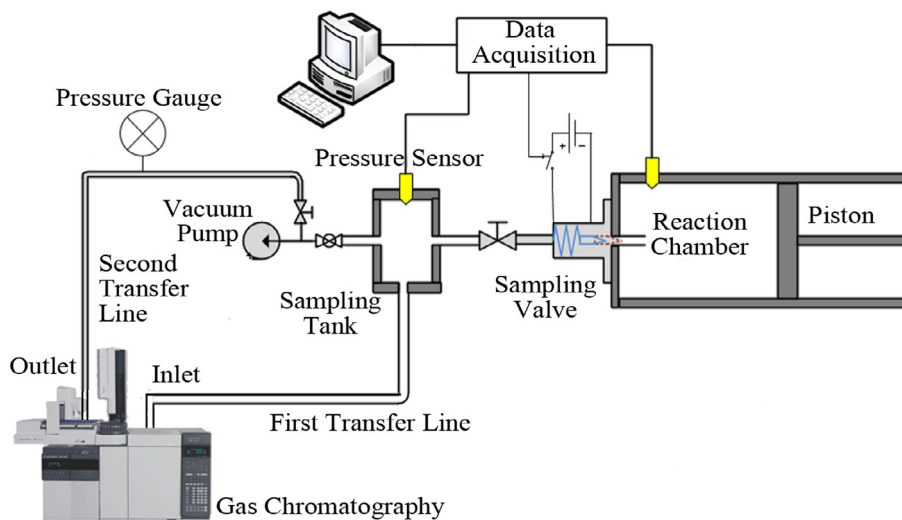 Data
Acquisition
Pressure Gauge
+ −
Pressure Sensor
Vacuum
Pump
Reaction
Chamber
Piston
Second
Transfer
Line
Sampling
Tank
Sampling
Valve
Outlet
Inlet
First Transfer Line
Gas Chromatography